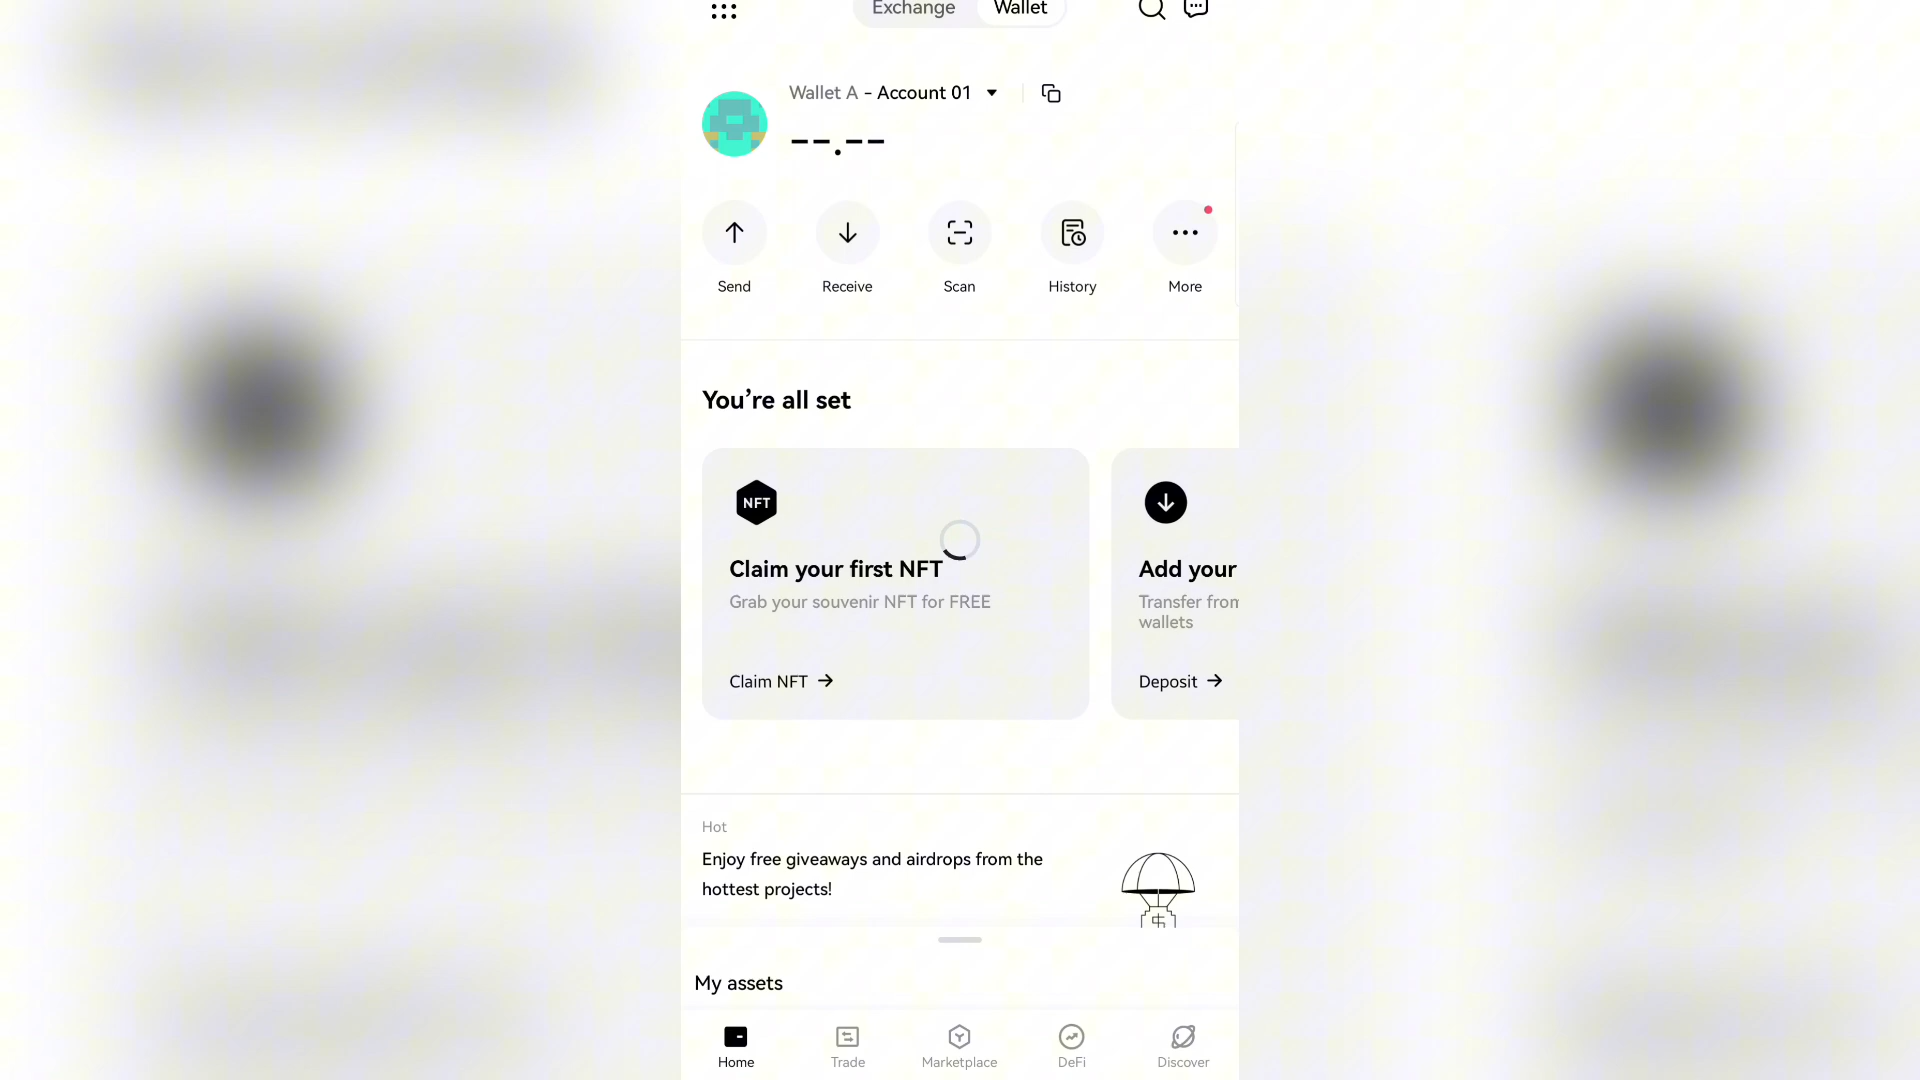 Exchange
Wallet
Wallet A - Account 01
--.--
Send
Receive
Scan
History
More
You’re all set
NFT
Claim your first NFT
Grab your souvenir NFT for FREE
Claim NFT
Add your
Transfer from
wallets
Deposit
Hot
Enjoy free giveaways and airdrops from the
hottest projects!
My assets
Home
Trade
Marketplace
DeFi
Discover